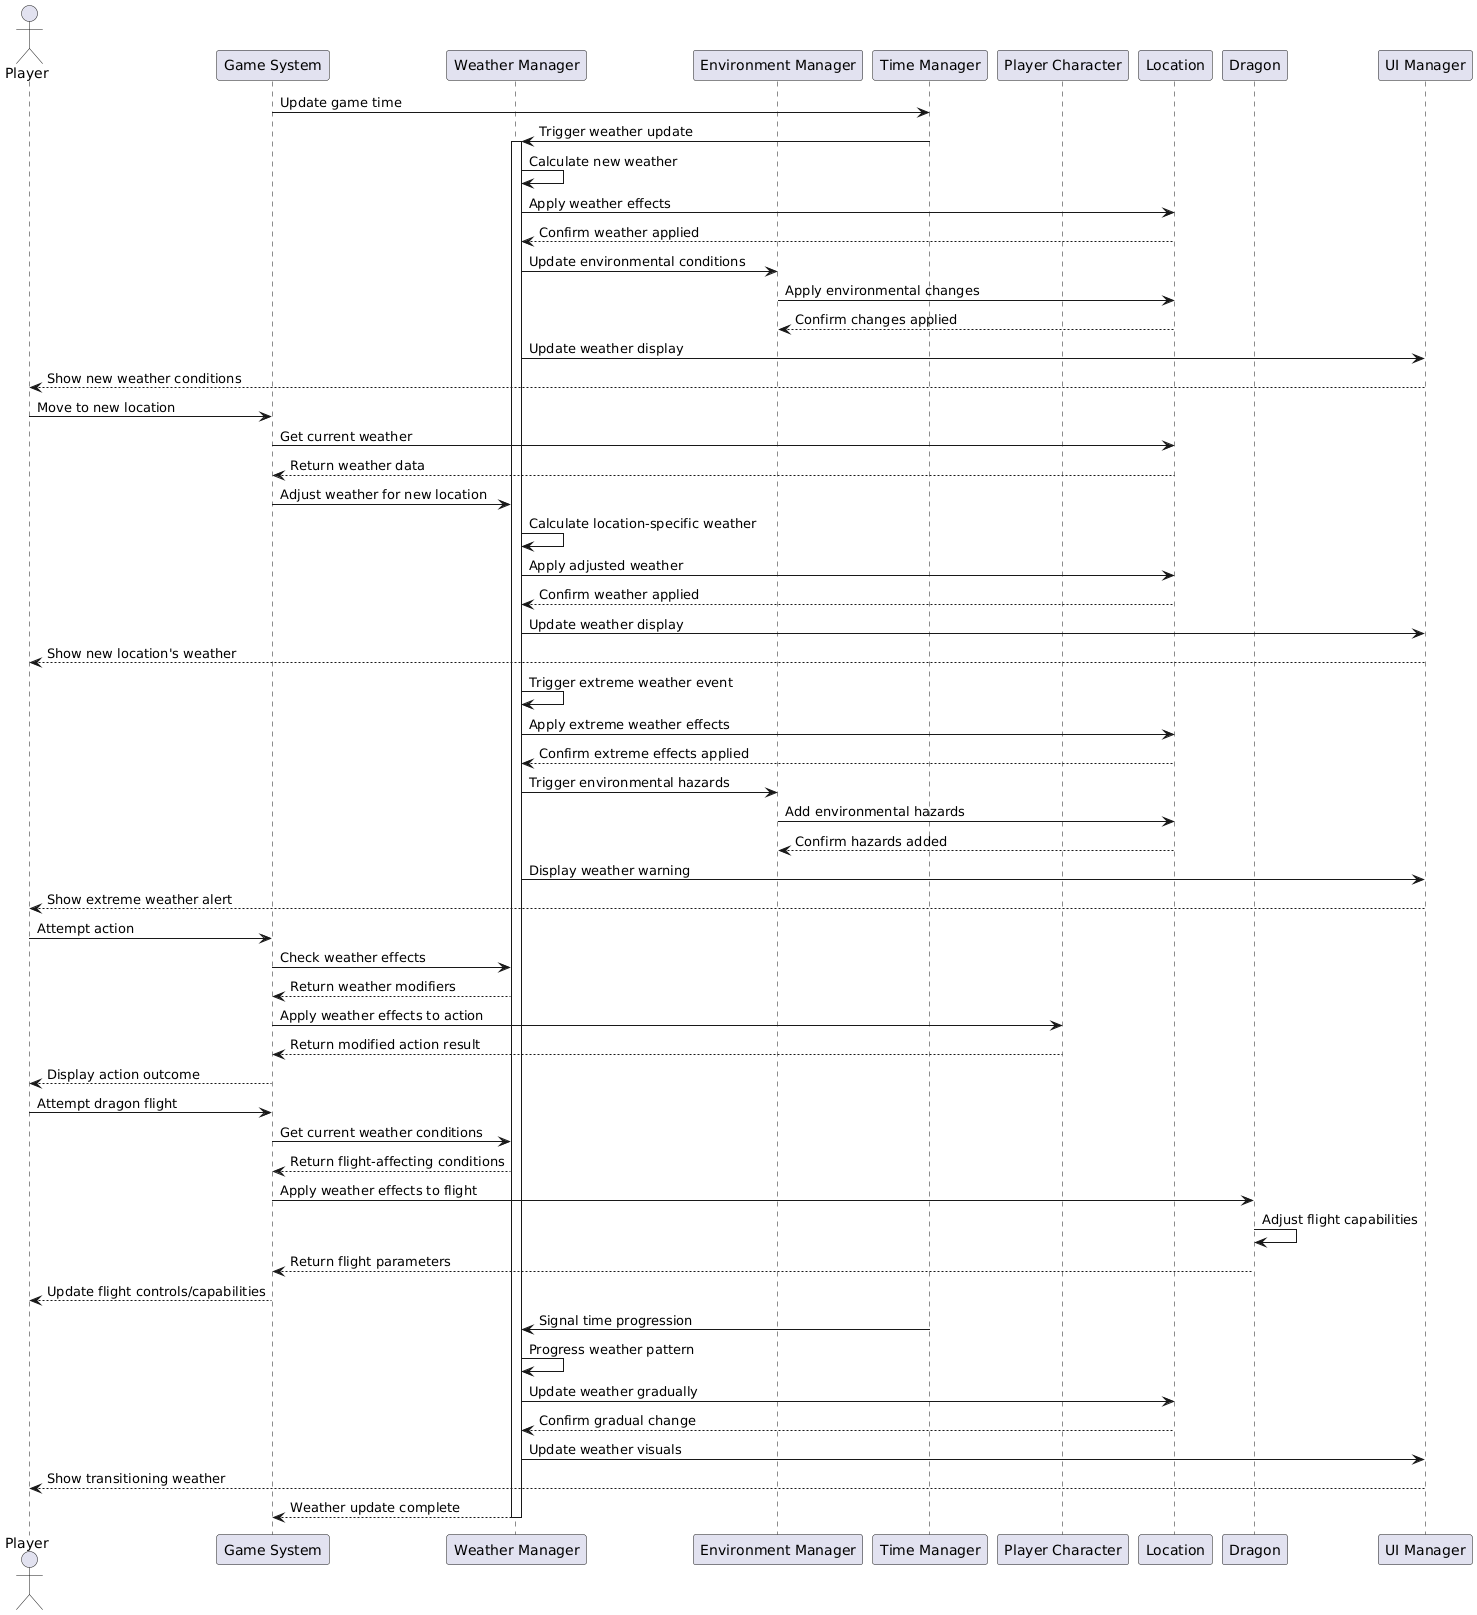 Player
Game System
Weather Manager
Environment Manager
Time Manager
Player Character
Location
Dragon
UI Manager
Update game time
Trigger weather update
Calculate new weather
Apply weather effects
Confirm weather applied
Update environmental conditions
Apply environmental changes
Confirm changes applied
Update weather display
Show new weather conditions
Move to new location
Get current weather
Return weather data
Adjust weather for new location
Calculate location-specific weather
Apply adjusted weather
Confirm weather applied
Update weather display
Show new location's weather
Trigger extreme weather event
Apply extreme weather effects
Confirm extreme effects applied
Trigger environmental hazards
Add environmental hazards
Confirm hazards added
Display weather warning
Show extreme weather alert
Attempt action
Check weather effects
Return weather modifiers
Apply weather effects to action
Return modified action result
Display action outcome
Attempt dragon flight
Get current weather conditions
Return flight-affecting conditions
Apply weather effects to flight
Adjust flight capabilities
Return flight parameters
Update flight controls/capabilities
Signal time progression
Progress weather pattern
Update weather gradually
Confirm gradual change
Update weather visuals
Show transitioning weather
Weather update complete
Player
Game System
Weather Manager
Environment Manager
Time Manager
Player Character
Location
Dragon
UI Manager